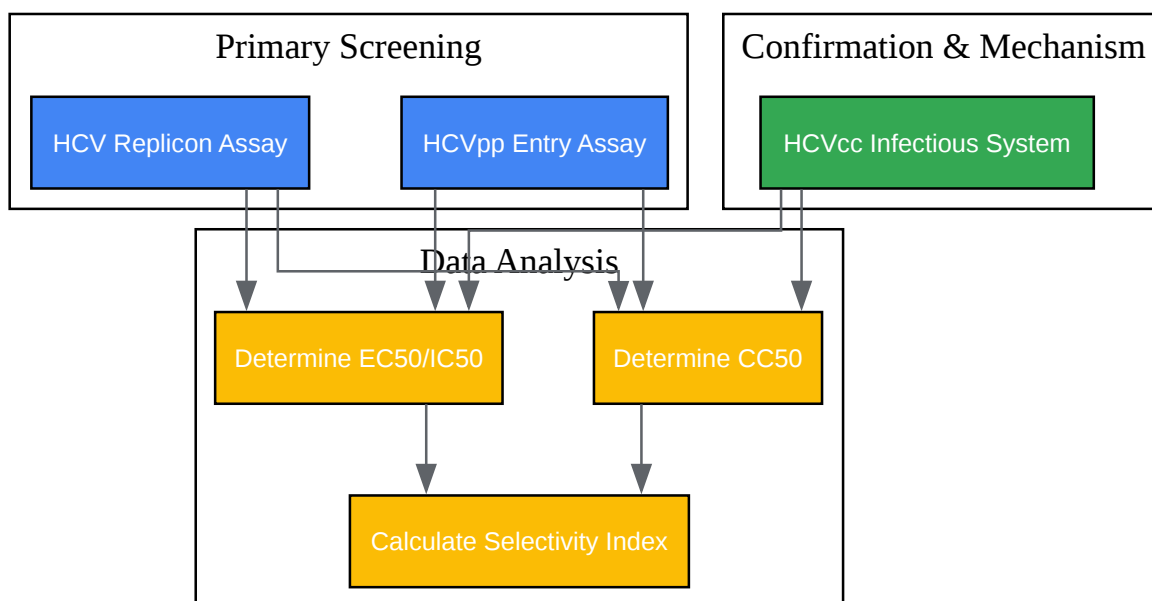 Primary Screening
Confirmation & Mechanism
HCV Replicon Assay
HCVpp Entry Assay
HCVcc Infectious System
Data Analysis
Determine EC50/IC50
Determine CC50
Calculate Selectivity Index